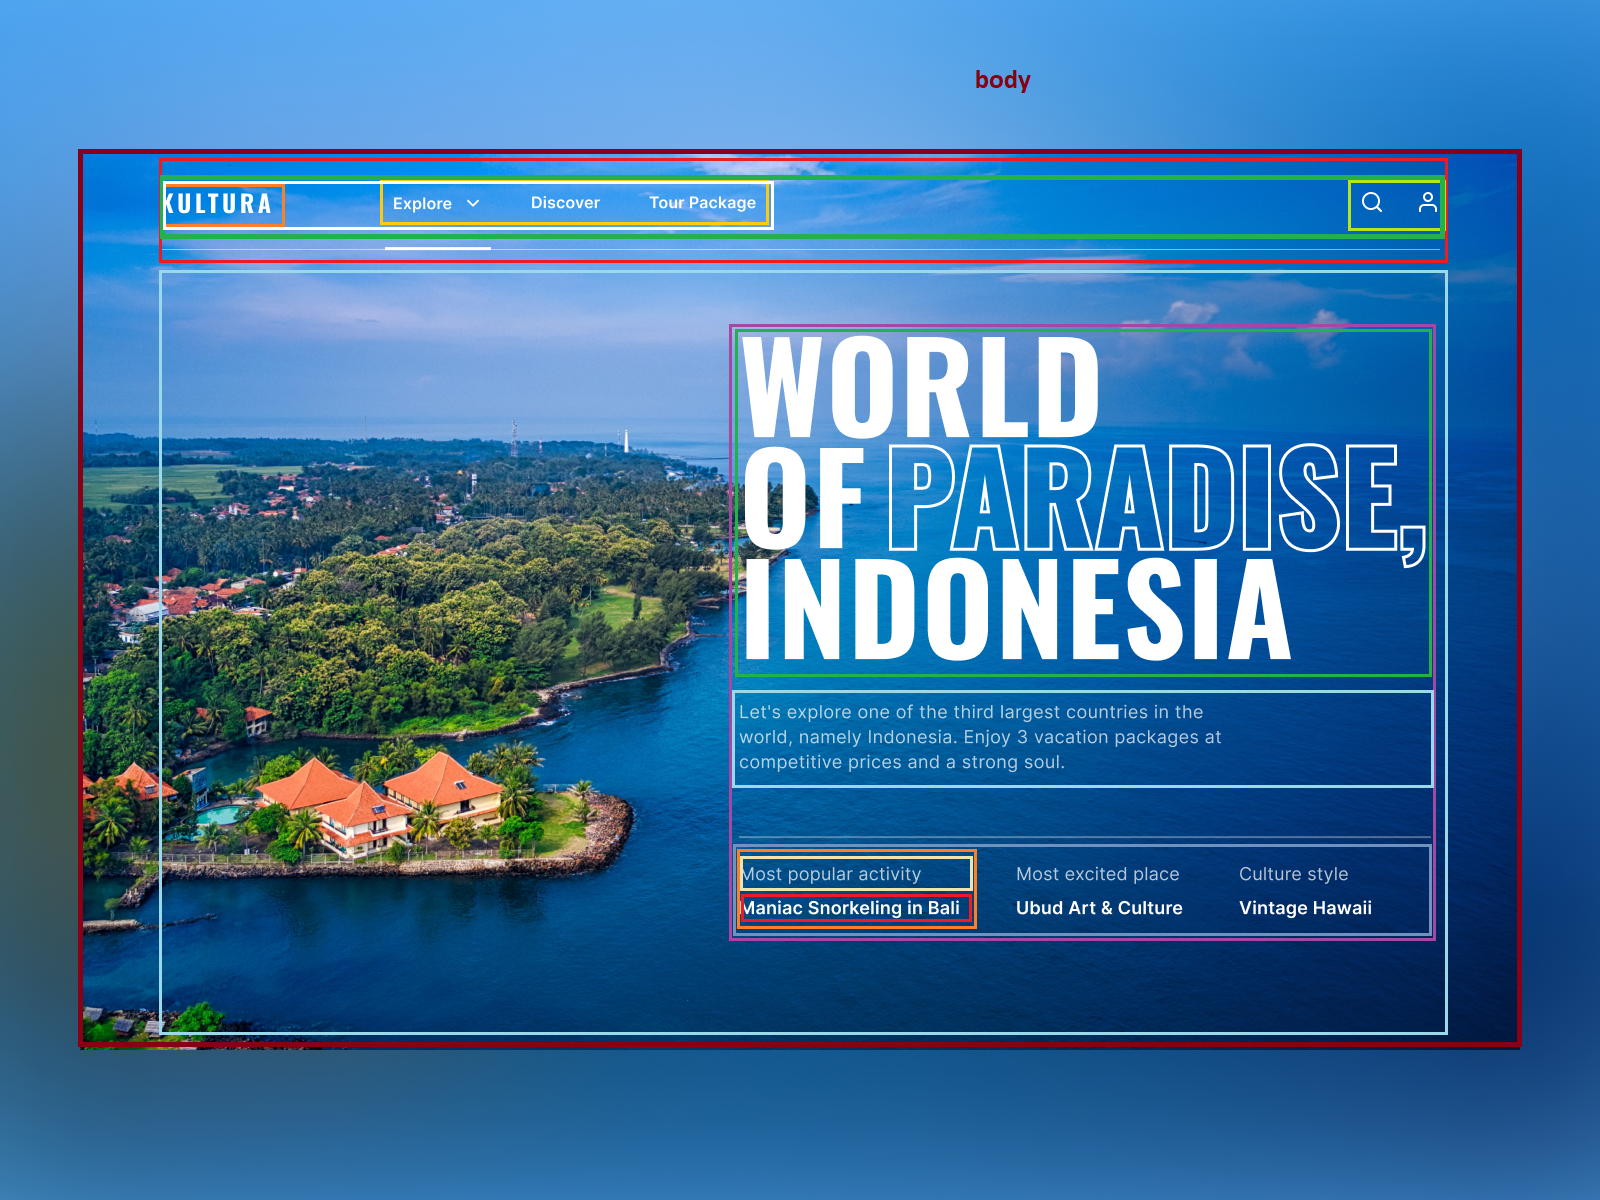 body
KULTURA
Explore
Discover
Tour Package
WORLD
OF PARADISE,
INDONESIA
Let's explore one of the third largest countries in the
world, namely Indonesia. Enjoy 3 vacation packages at
competitive prices and a strong soul.
Most popular activity
Maniac Snorkeling in Bali
Most excited place
Ubud Art & Culture
Culture style
Vintage Hawaii